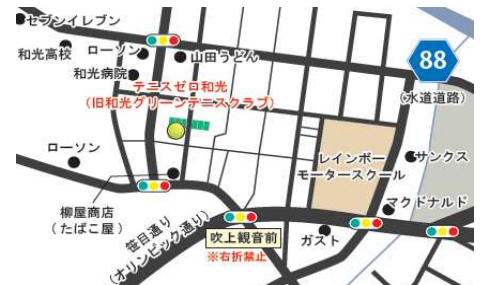 セブンイレブン
和光高校
ローソン
山田うどん
和光病院
テニスゼロ和光
（旧和光グリーンテニスクラブ）
88
（水道道路）
ローソン
レインボー
モータースクール
サンクス
マクドナルド
柳屋商店
（たばこ屋）
笹目通り
（オリンピック通り）
吹上観音前
※右折禁止
ガスト